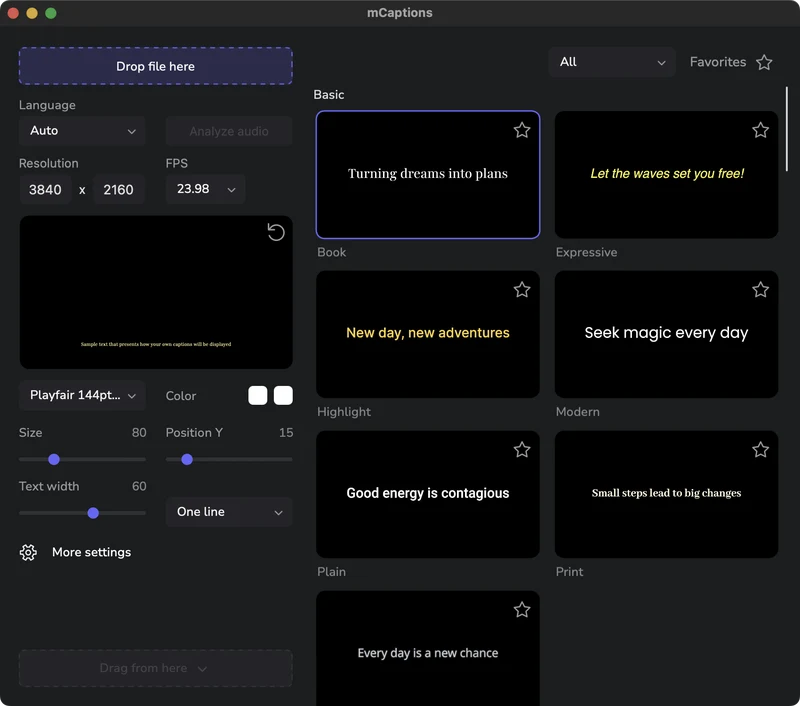 mCaptions
Drop file here
Language
Auto
Analyze audio
Resolution
FPS
3840 x 2160
23.98
Sample text that presents how your own captions will be displayed
Playfair 144pt...
Color
Size 80
Position Y 15
Text width 60
One line
More settings
Drag from here
All
Favorites
Basic
Turning dreams into plans
Book
Let the waves set you free!
Expressive
New day, new adventures
Highlight
Seek magic every day
Modern
Good energy is contagious
Plain
Small steps lead to big changes
Print
Every day is a new chance